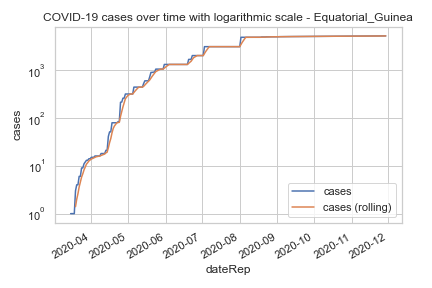 COVID-19 cases over time with logarithmic scale - Equatorial_Guinea
cases
10³
10²
10¹
10⁰
cases
cases (rolling)
2020-04
2020-05
2020-06
2020-07
2020-08
2020-09
2020-10
2020-11
2020-12
dateRep